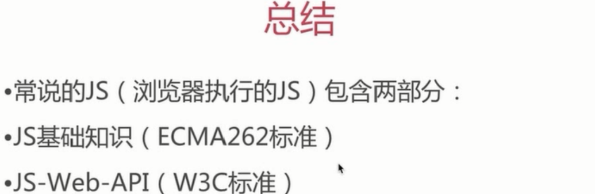 总结
•常说的JS（浏览器执行的JS）包含两部分：
•JS基础知识（ECMA262标准）
•JS-Web-API（W3C标准）